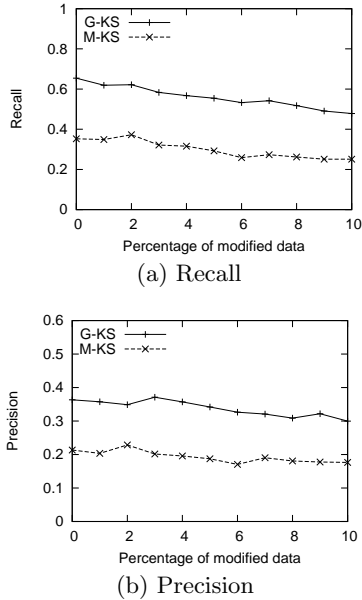 1
0.8
0.6
0.4
0.2
0
Recall
G-KS
M-KS
0 2 4 6 8 10
Percentage of modified data
(a) Recall
0.6
0.5
0.4
0.3
0.2
0.1
0
Precision
G-KS
M-KS
0 2 4 6 8 10
Percentage of modified data
(b) Precision